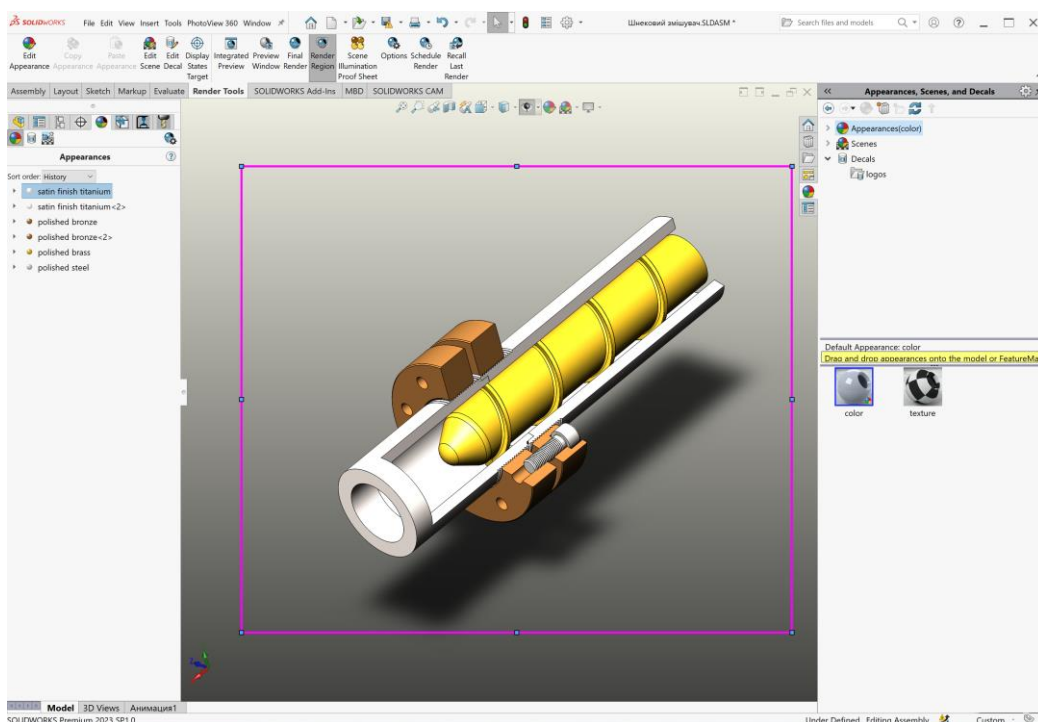 SOLIDWORKS File Edit View Insert Tools PhotoView 360 Window Шнековий змішувач.SLDASM * Search files and models
Edit Copy Paste Edit Edit Display Integrated Preview Final Render Scene Options Schedule Recall
Appearance Appearance Appearance Scene Decal States Preview Window Render Region Illumination Render Last
Target Proof Sheet Render
Assembly Layout Sketch Markup Evaluate Render Tools SOLIDWORKS Add-Ins MBD SOLIDWORKS CAM
Appearances, Scenes, and Decals
Appearances
Sort order: History
satin finish titanium
satin finish titanium<2>
polished bronze
polished bronze<2>
polished brass
polished steel
Appearances(color)
Scenes
Decals
logos
Default Appearance: color
Drag and drop appearances onto the model or FeatureMa
color texture
Z
Model 3D Views Анимация1
SOLIDWORKS Premium 2023 SP1.0 Under Defined Editing Assembly Custom